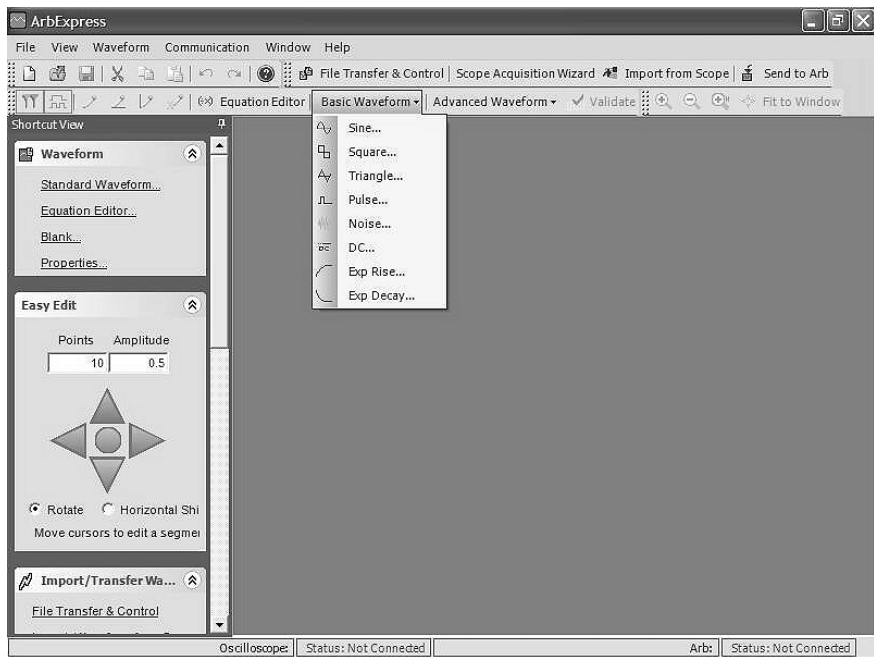 ArbExpress
File View Waveform Communication Window Help
File Transfer & Control Scope Acquisition Wizard Import from Scope Send to Arb
Equation Editor Basic Waveform Advanced Waveform Validate Fit to Window
Shortcut View
Waveform
Standard Waveform...
Equation Editor...
Blank...
Properties...
Sine...
Square...
Triangle...
Pulse...
Noise...
DC
DC...
Exp Rise...
Exp Decay...
Easy Edit
Points Amplitude
10 0.5
Rotate Horizontal Shi
Move cursors to edit a segmer
Import/Transfer Wa...
File Transfer & Control
Oscilloscope: Status: Not Connected Arb: Status: Not Connected